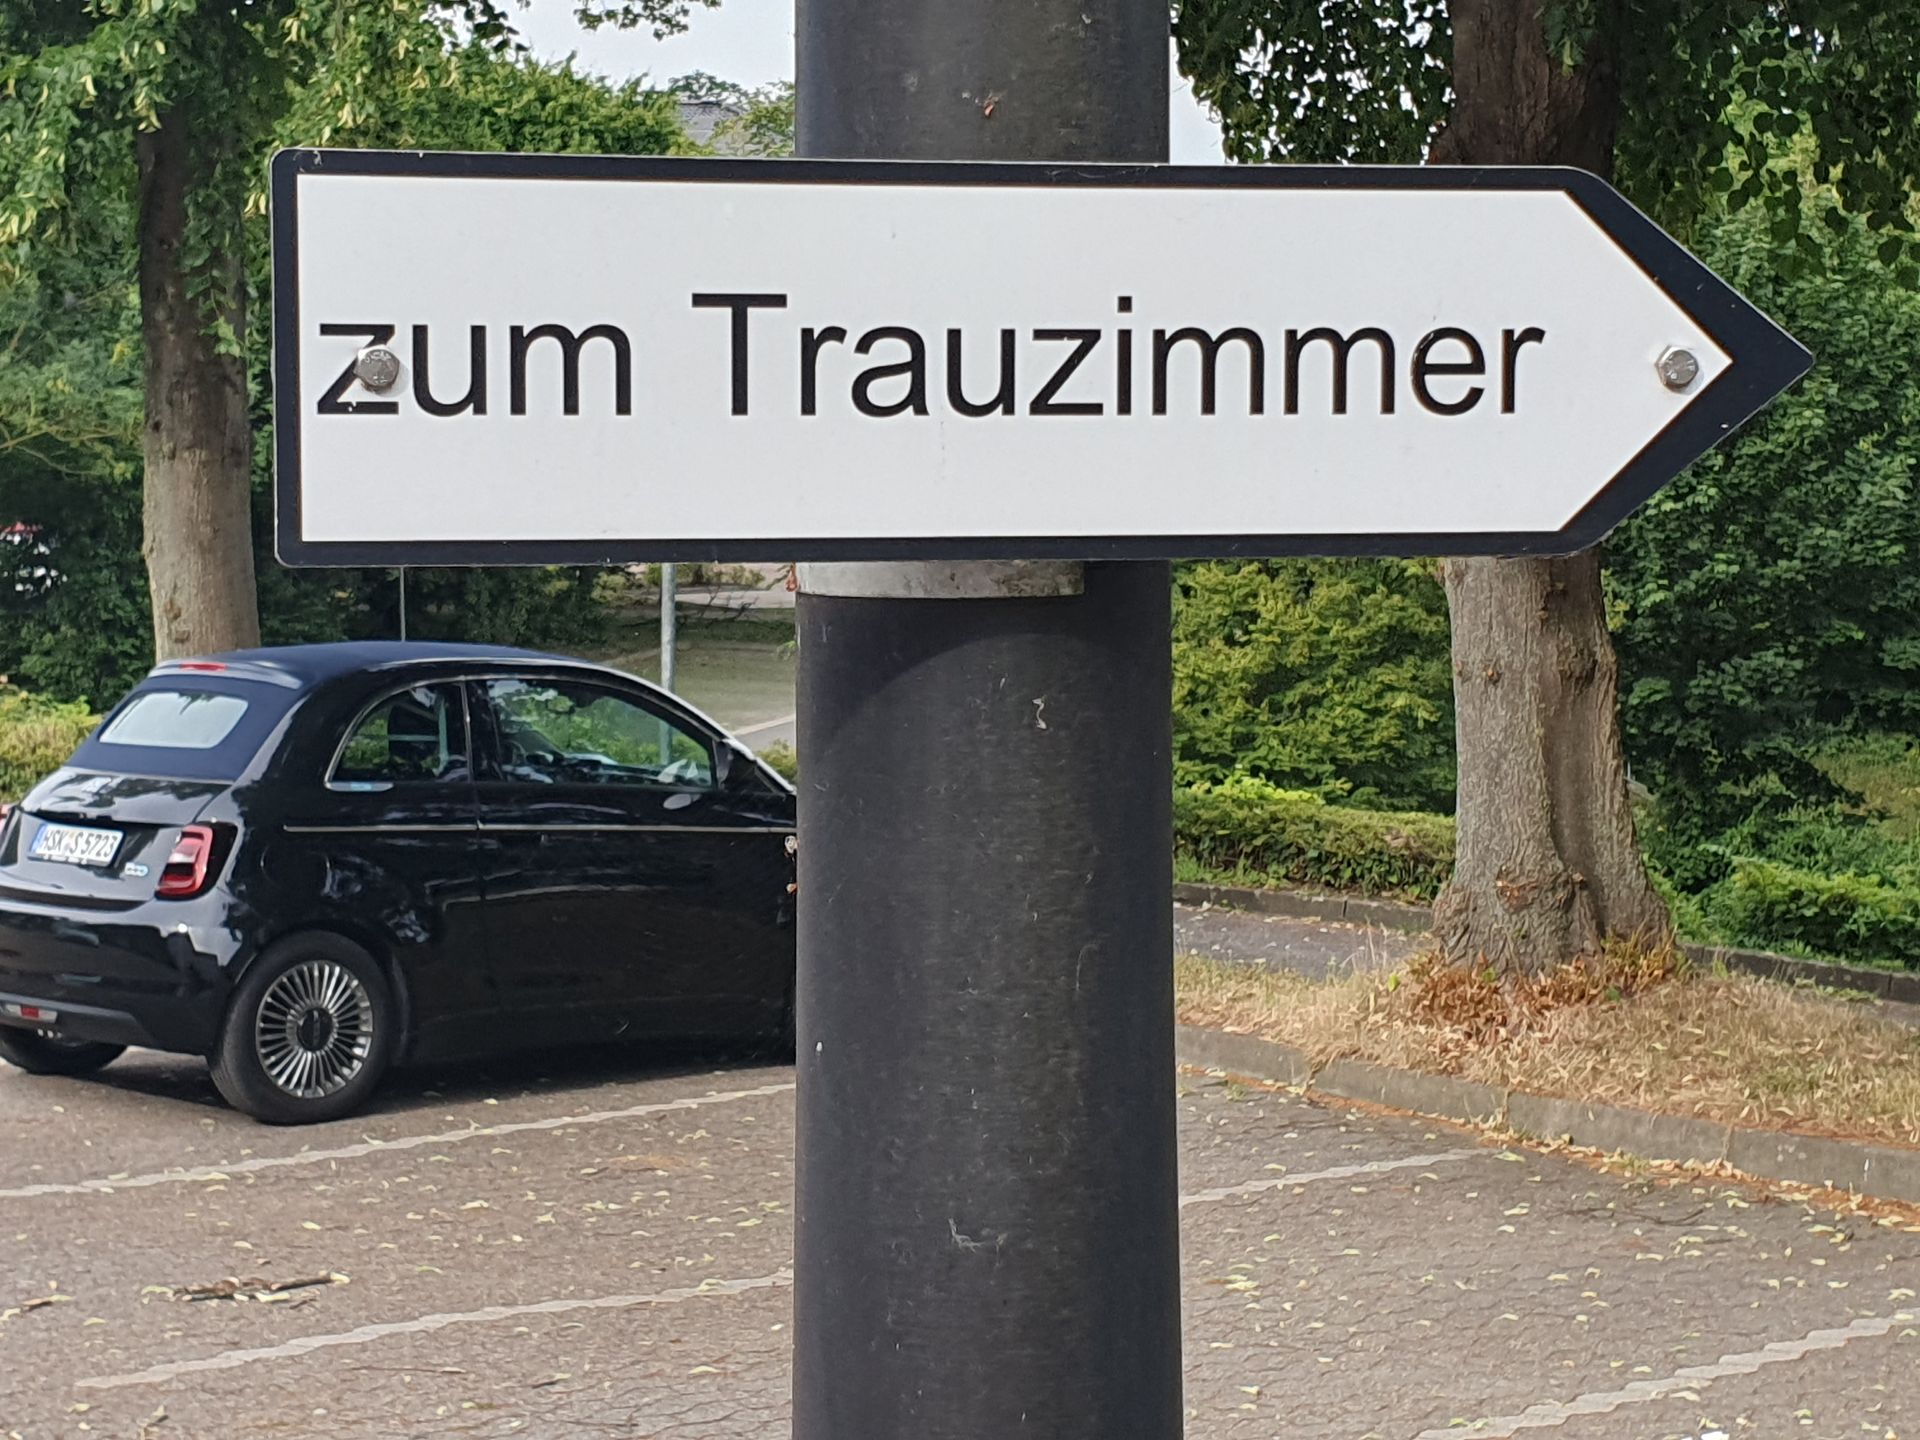 zum Trauzimmer
HSK S 5723